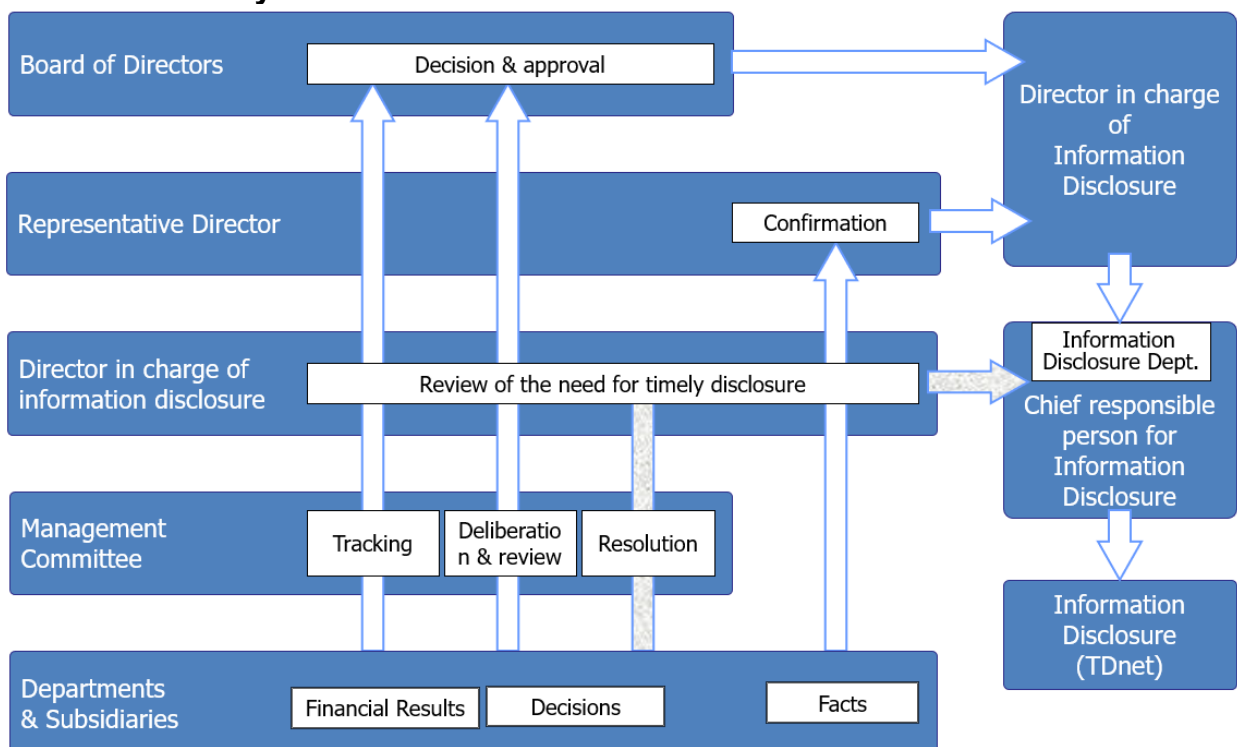 Board of Directors
Decision & approval
Director in charge
of
Information
Disclosure
Representative Director
Confirmation
Director in charge of
information disclosure
Review of the need for timely disclosure
Information
Disclosure Dept.
Chief responsible
person for
Information
Disclosure
Management
Committee
Tracking
Deliberatio
n & review
Resolution
Information
Disclosure
(TDnet)
Departments
& Subsidiaries
Financial Results
Decisions
Facts